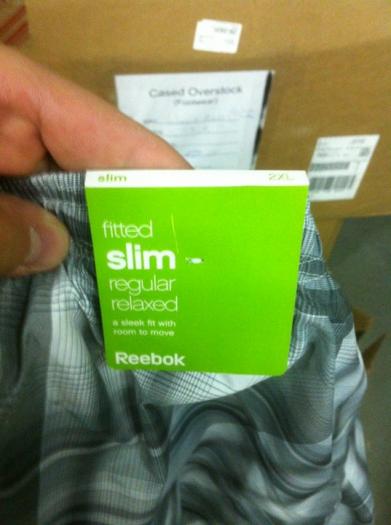 Cased Overstock
(Footwear)
slim 2XL
fitted
slim
regular
relaxed
a sleek fit with
room to move
Reebok